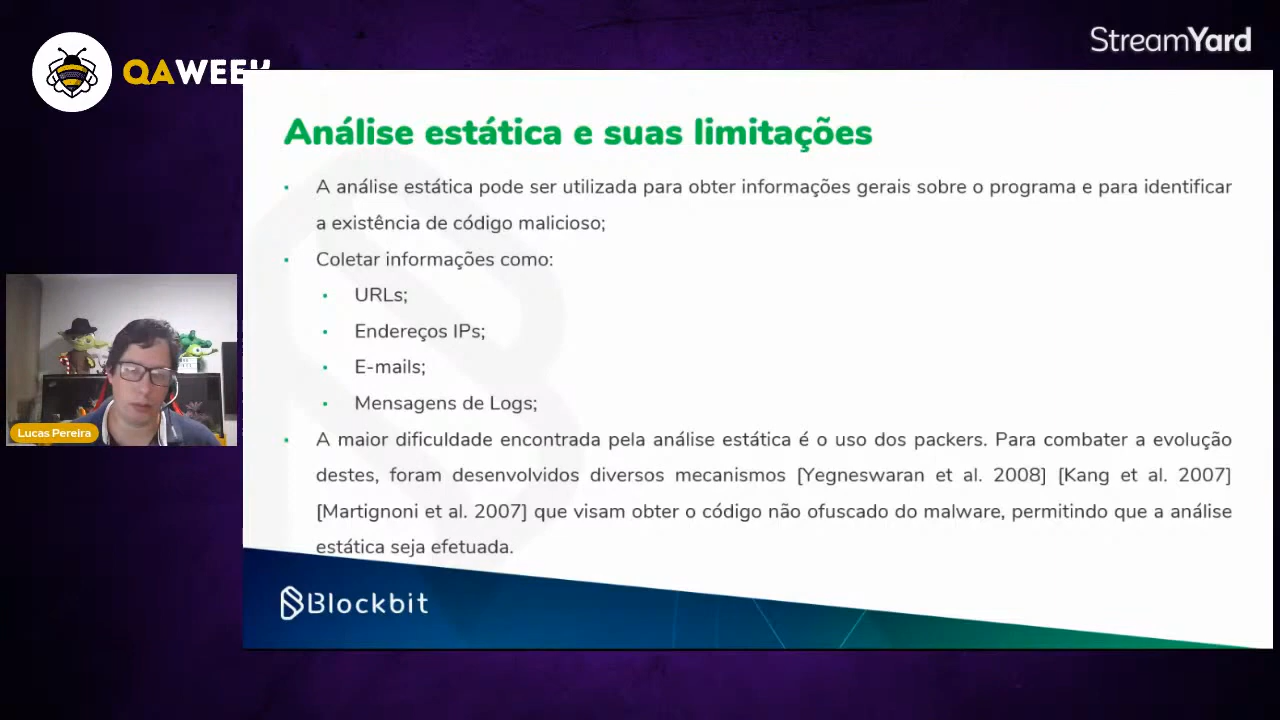 StreamYard
QAWEEK
Análise estática e suas limitações
• A análise estática pode ser utilizada para obter informações gerais sobre o programa e para identificar
a existência de código malicioso;
• Coletar informações como:
• URLs;
• Endereços IPs;
• E-mails;
• Mensagens de Logs;
• A maior dificuldade encontrada pela análise estática é o uso dos packers. Para combater a evolução
destes, foram desenvolvidos diversos mecanismos [Yegneswaran et al. 2008] [Kang et al. 2007]
[Martignoni et al. 2007] que visam obter o código não ofuscado do malware, permitindo que a análise
estática seja efetuada.
Lucas Pereira
Blockbit